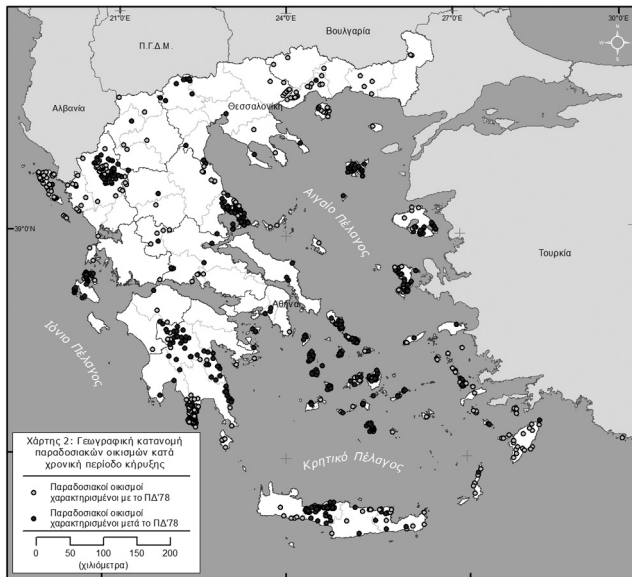 21°0'E 24°0'E 27°0'E 30°0'E
Βουλγαρία
Π.Γ.Δ.Μ.
N
W E
S
Αλβανία
Θεσσαλονίκη
39°0'N
Αιγαίο Πέλαγος
Τουρκία
Αθήνα
Ιόνιο Πέλαγος
Κρητικό Πέλαγος
Χάρτης 2: Γεωγραφική κατανομή
παραδοσιακών οικισμών κατά
χρονική περίοδο κήρυξης
Παραδοσιακοί οικισμοί
χαρακτηρισμένοι με το ΠΔ'78
Παραδοσιακοί οικισμοί
χαρακτηρισμένοι μετά το ΠΔ'78
0 50 100 150 200
(χιλιόμετρα)